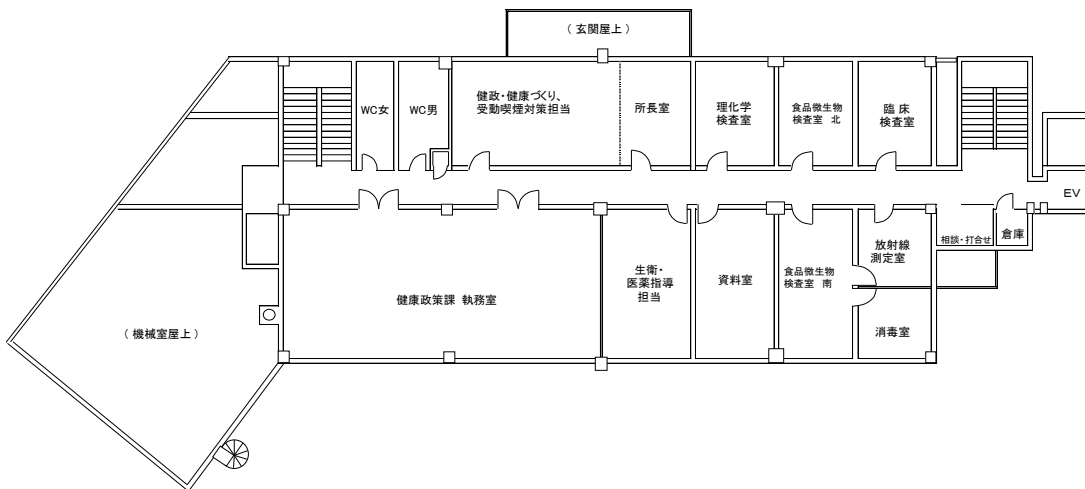 （ 玄関屋上 ）
WC女
WC男
健政・健康づくり、
受動喫煙対策担当
所長室
理化学
検査室
食品微生物
検査室 北
臨 床
検査室
EV
相談・打合せ
倉庫
健康政策課 執務室
生衛・
医薬指導
担当
資料室
食品微生物
検査室 南
放射線
測定室
消毒室
（ 機械室屋上 ）